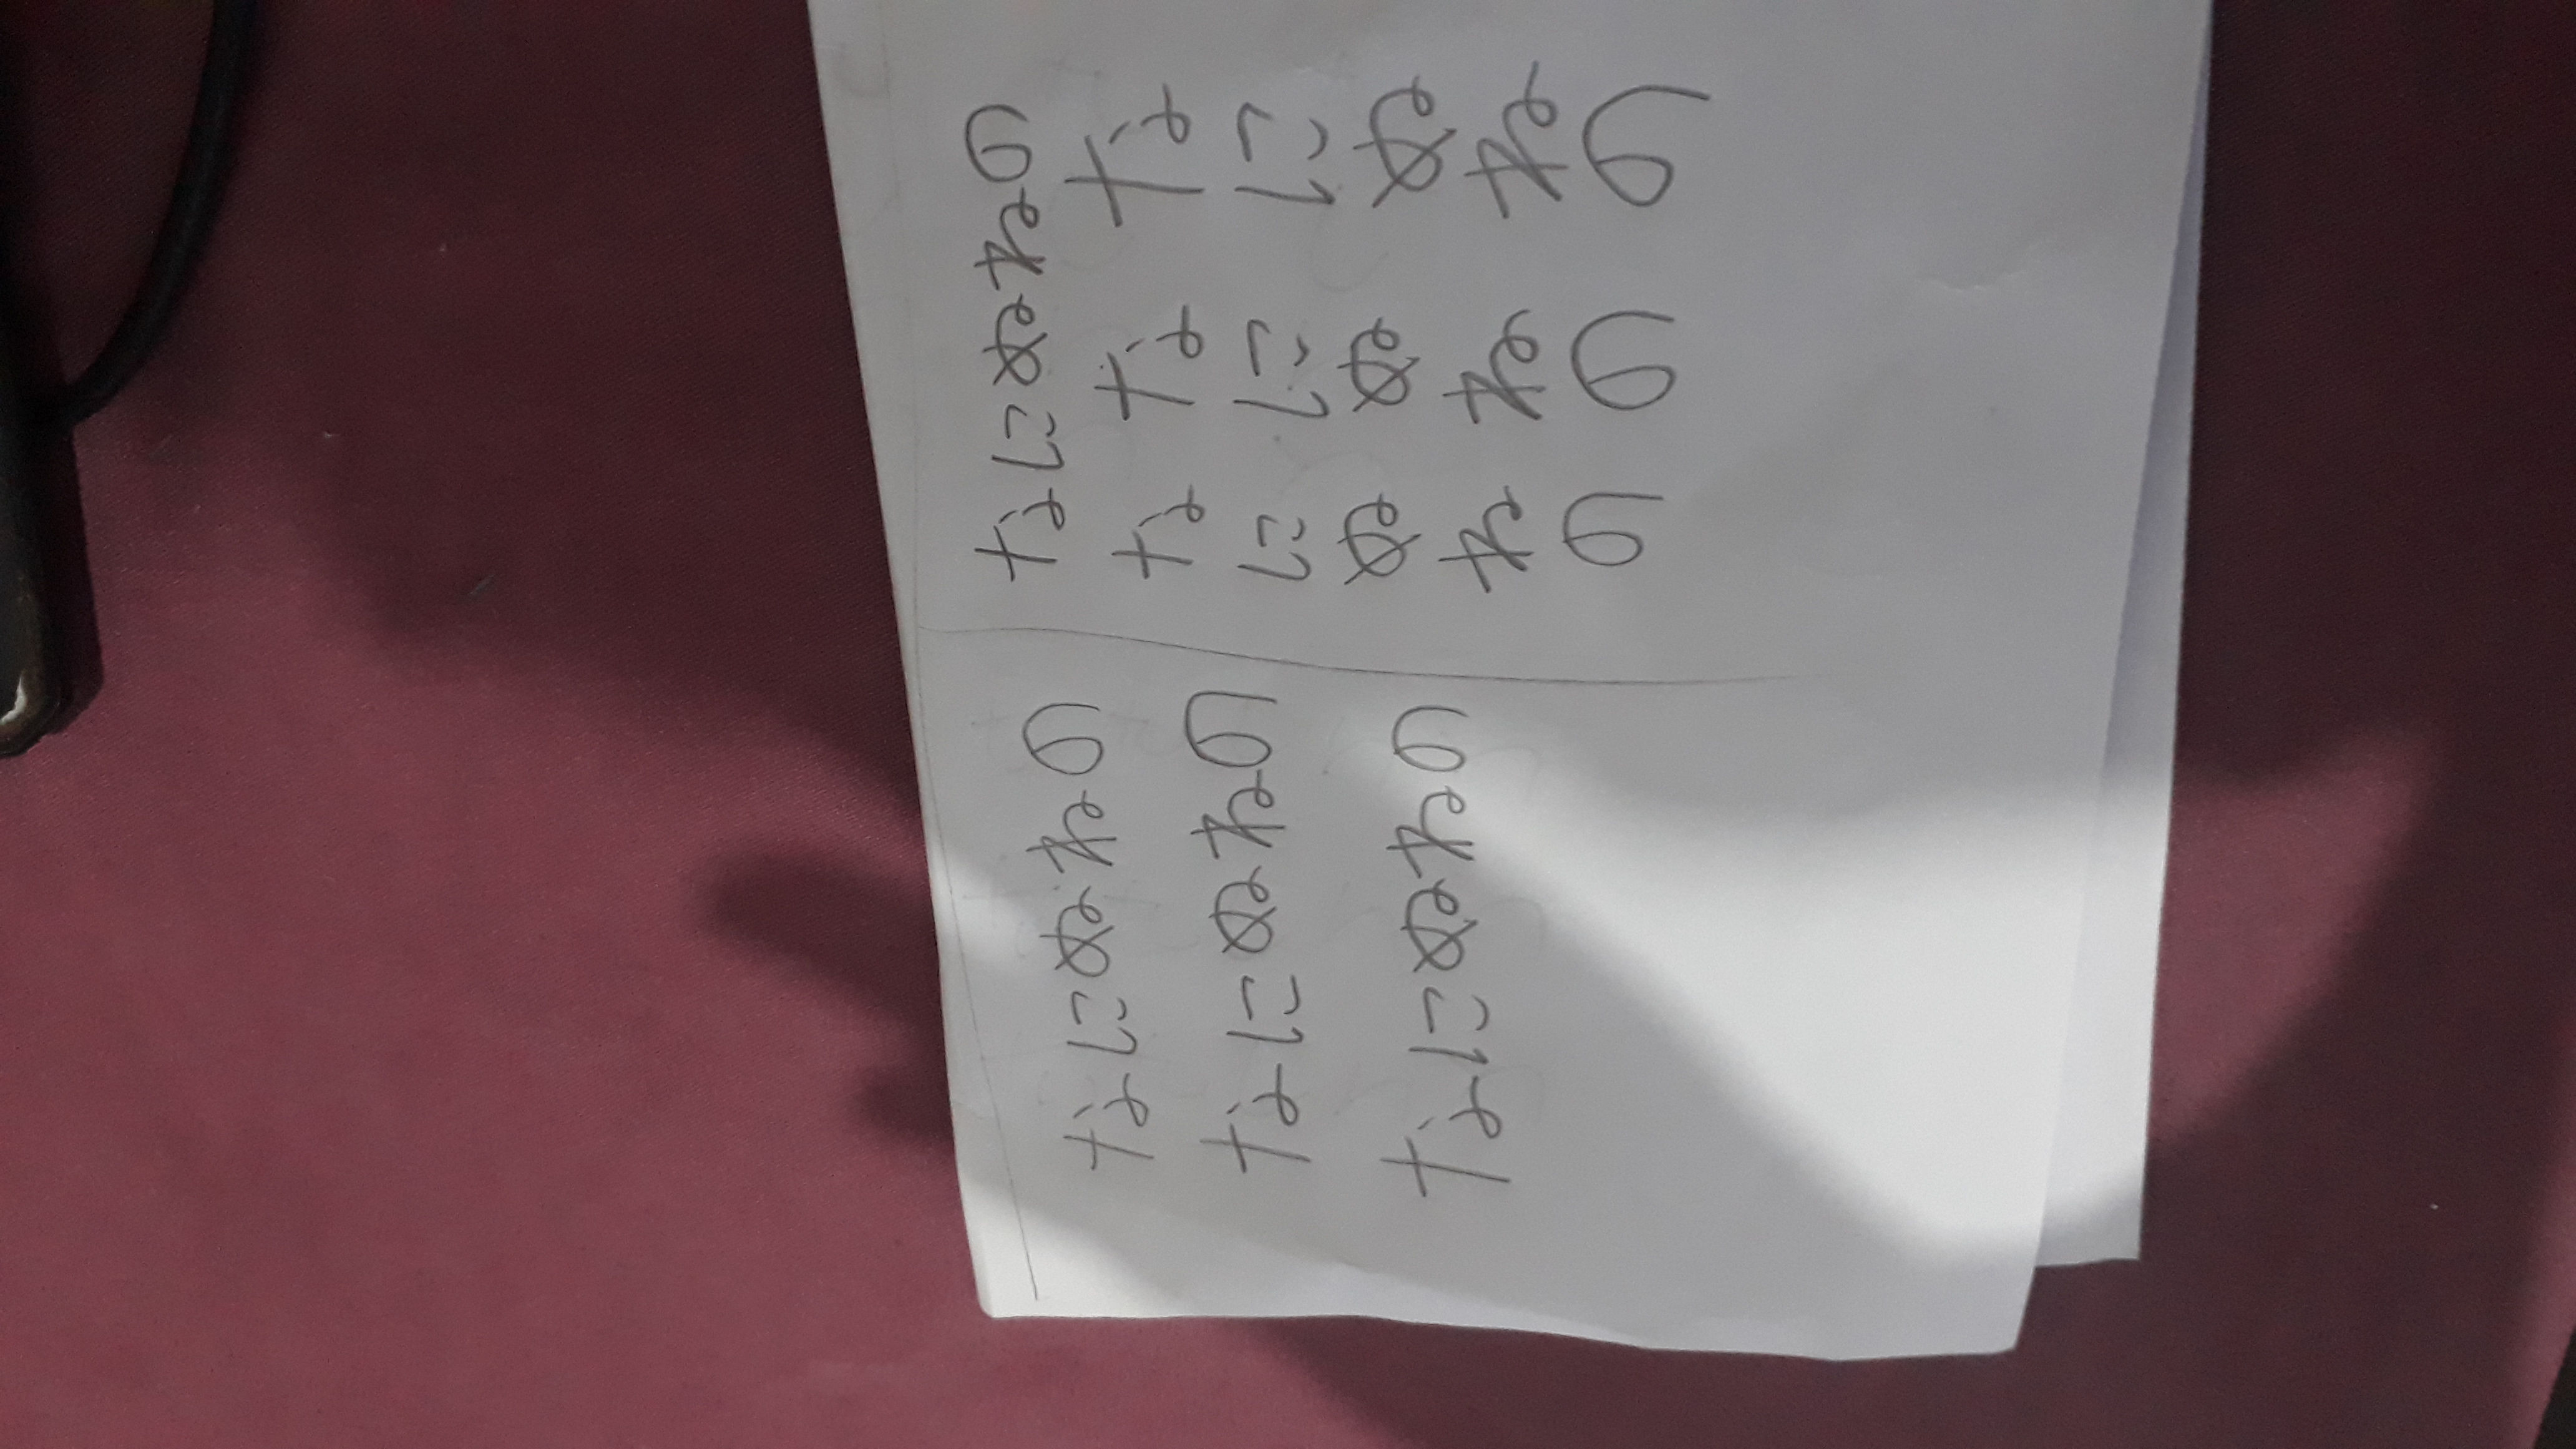 なにぬねの
なにぬねの
なにぬねの
なにぬねの
な な な
に に に
ぬ ぬ ぬ
ね ね ね
の の の